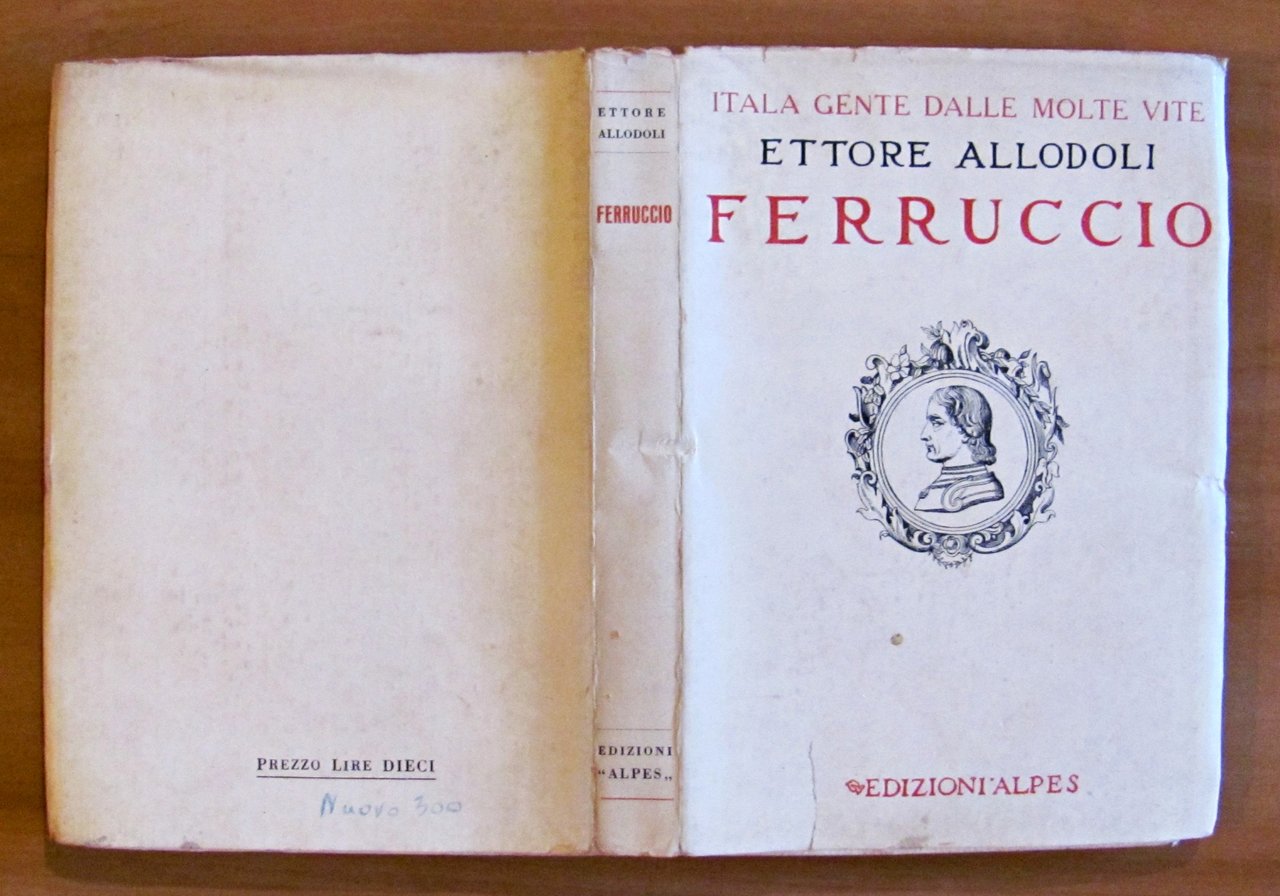 PREZZO LIRE DIECI
Nuovo 300
ETTORE
ALLODOLI
FERRUCCIO
EDIZIONI
“ALPES„
ITALA GENTE DALLE MOLTE VITE
ETTORE ALLODOLI
FERRUCCIO
EDIZIONI·ALPES